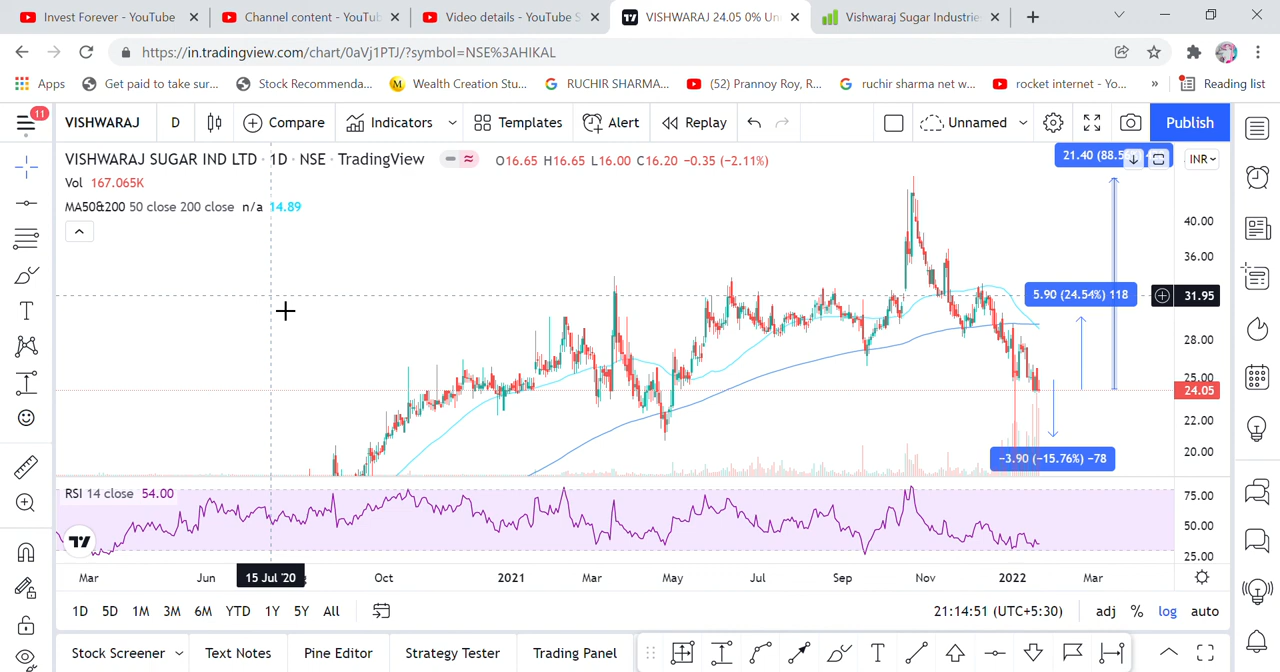 Invest Forever - YouTube
Channel content - YouTub
Video details - YouTube S
VISHWARAJ 24.05 0% Un
Vishwaraj Sugar Industrie
https://in.tradingview.com/chart/0aVj1PTJ/?symbol=NSE%3AHIKAL
Apps
Get paid to take sur...
Stock Recommenda...
Wealth Creation Stu...
RUCHIR SHARMA...
(52) Prannoy Roy, R...
ruchir sharma net w...
rocket internet - Yo...
»
Reading list
11
VISHWARAJ
D
Compare
Indicators
Templates
Alert
Replay
Unnamed
Publish
VISHWARAJ SUGAR IND LTD · 1D · NSE · TradingView
O16.65 H16.65 L16.00 C16.20 −0.35 (−2.11%)
21.40 (88.5
INR
Vol 167.065K
MA50&200 50 close 200 close n/a 14.89
40.00
36.00
5.90 (24.54%) 118
31.95
28.00
25.00
24.05
22.00
20.00
−3.90 (−15.76%) −78
RSI 14 close 54.00
75.00
50.00
25.00
Mar
Jun
15 Jul '20
Oct
2021
Mar
May
Jul
Sep
Nov
2022
Mar
1D 5D 1M 3M 6M YTD 1Y 5Y All
21:14:51 (UTC+5:30)
adj % log auto
Stock Screener
Text Notes
Pine Editor
Strategy Tester
Trading Panel